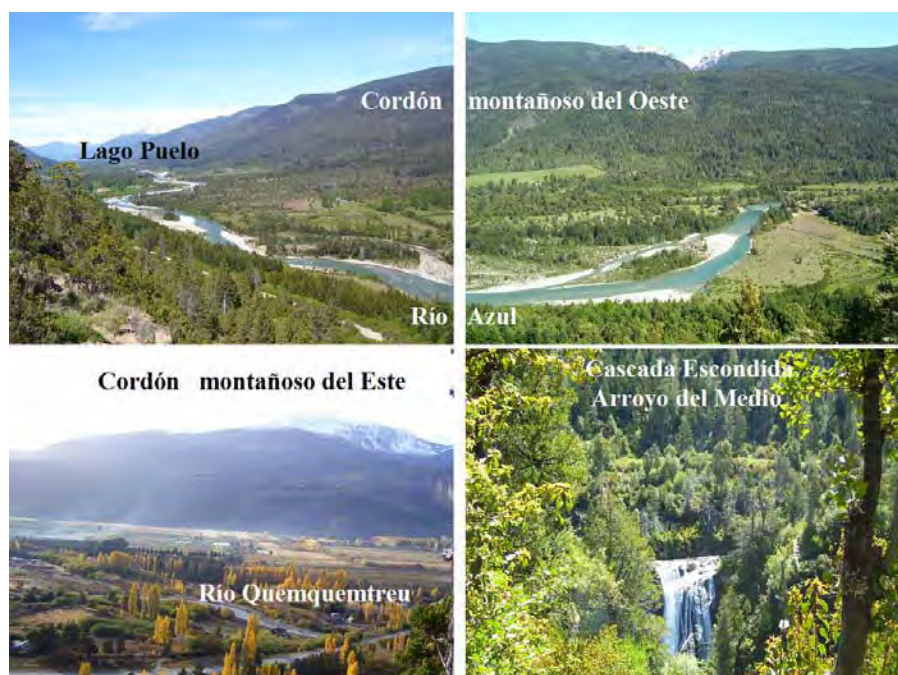 Cordón montañoso del Oeste
Lago Puelo
Río Azul
Cordón montañoso del Este
Río Quemquemtreu
Cascada Escondida
Arroyo del Medio